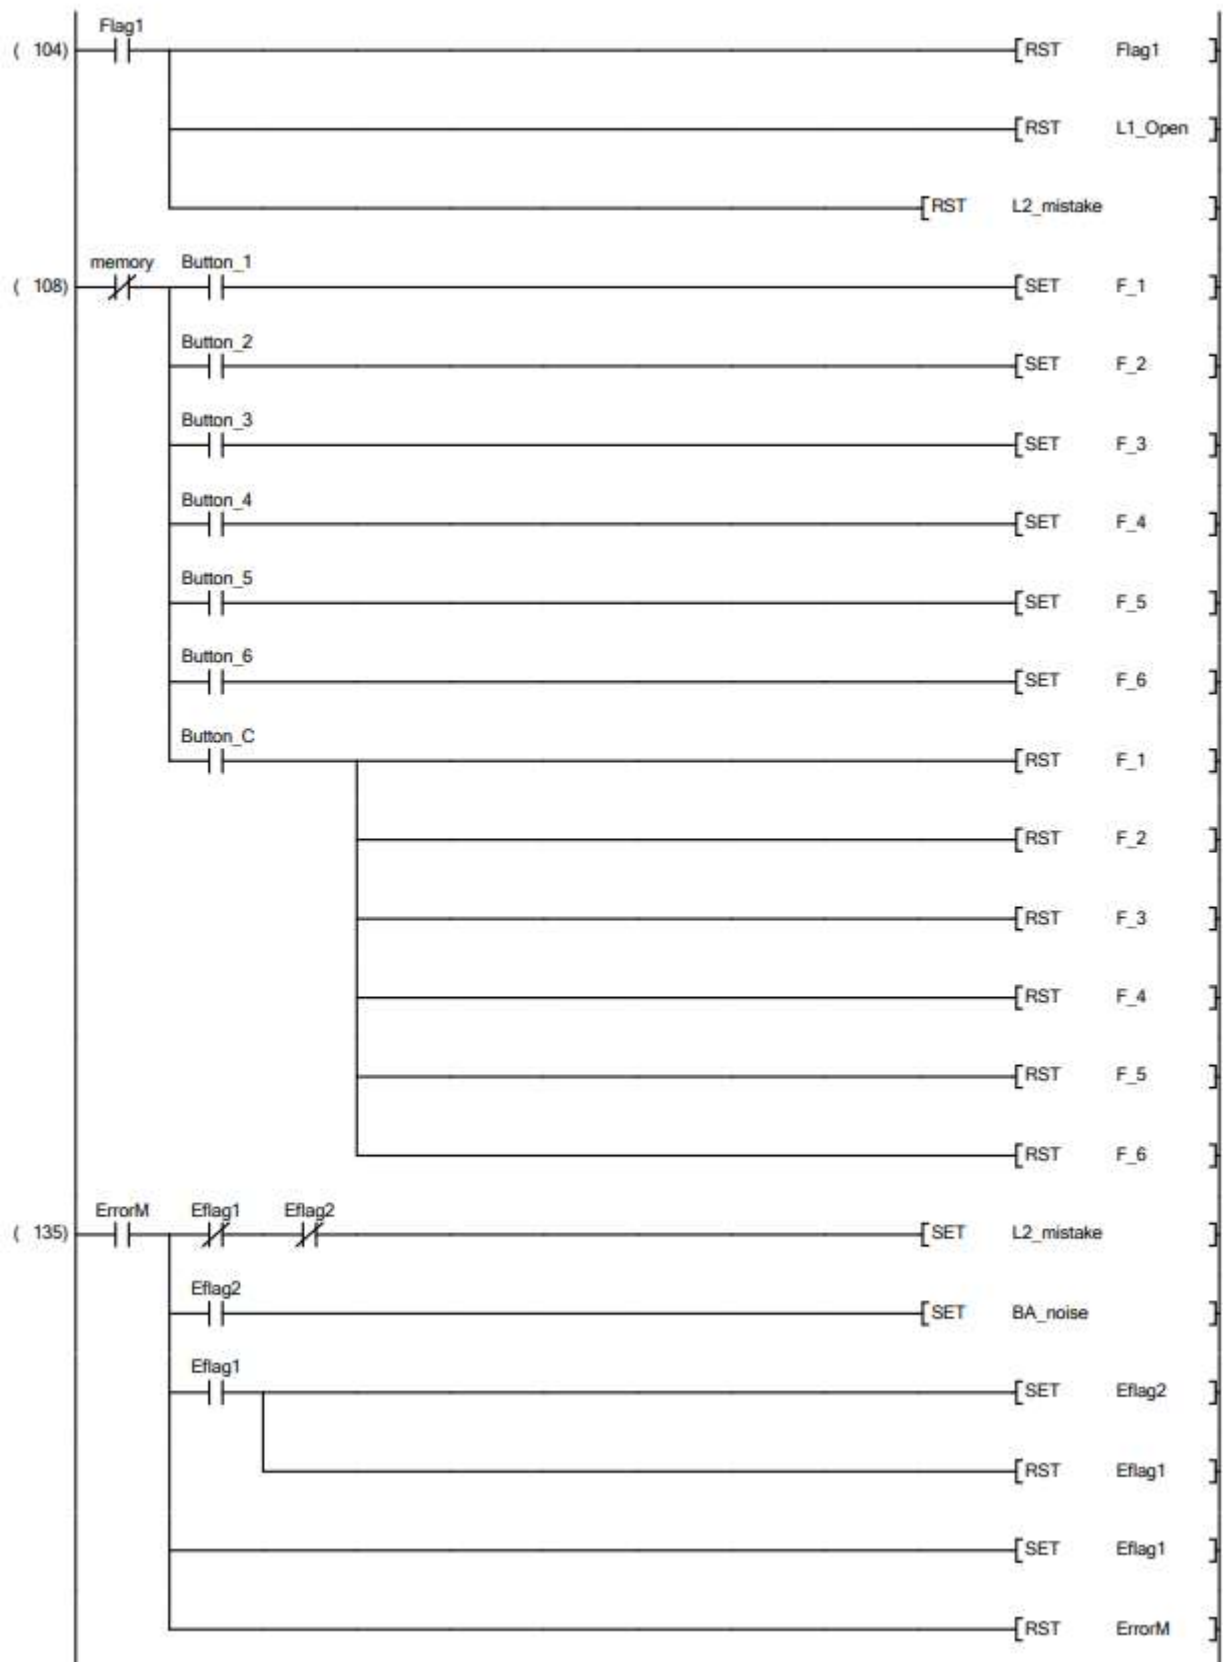 Flag1
( 104) [RST Flag1 ]
[RST L1_Open ]
[RST L2_mistake ]
memory Button_1
( 108) [SET F_1 ]
Button_2
[SET F_2 ]
Button_3
[SET F_3 ]
Button_4
[SET F_4 ]
Button_5
[SET F_5 ]
Button_6
[SET F_6 ]
Button_C
[RST F_1 ]
[RST F_2 ]
[RST F_3 ]
[RST F_4 ]
[RST F_5 ]
[RST F_6 ]
ErrorM Eflag1 Eflag2
( 135) [SET L2_mistake ]
Eflag2
[SET BA_noise ]
Eflag1
[SET Eflag2 ]
[RST Eflag1 ]
[SET Eflag1 ]
[RST ErrorM ]